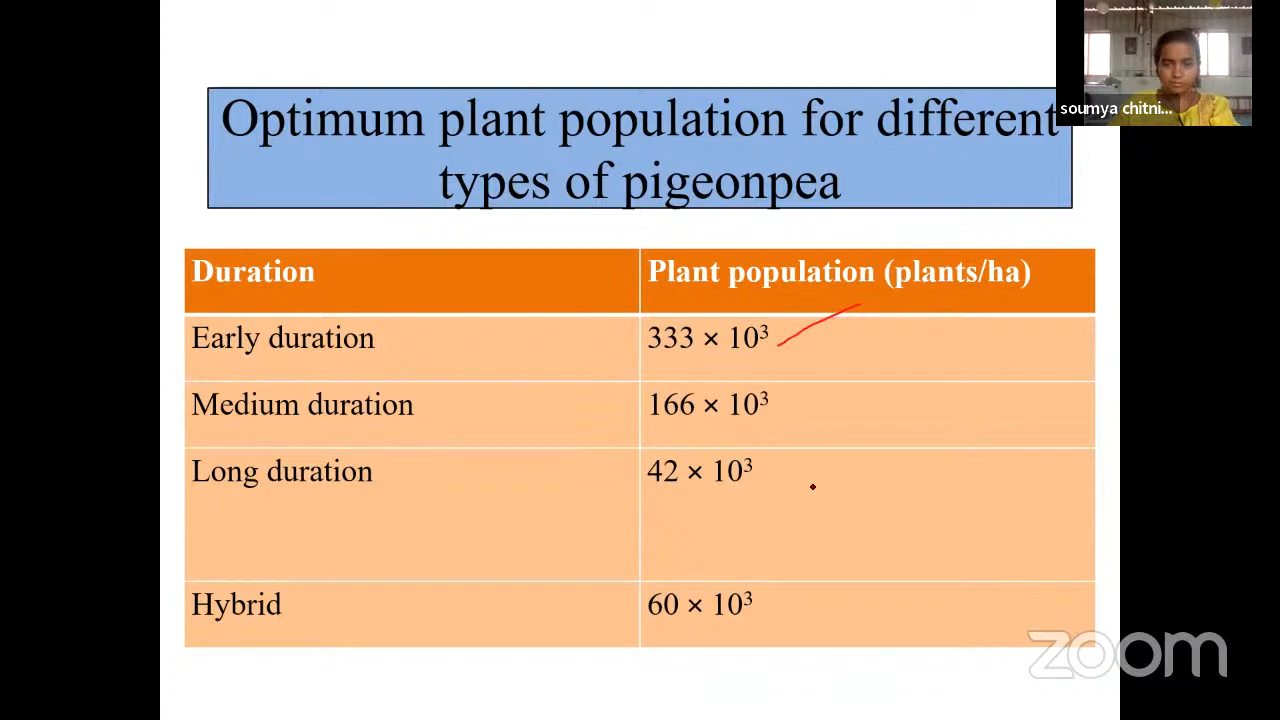 Optimum plant population for different
types of pigeonpea
soumya chitni...
Duration
Plant population (plants/ha)
Early duration
333 × 10³
Medium duration
166 × 10³
Long duration
42 × 10³
Hybrid
60 × 10³
zoom